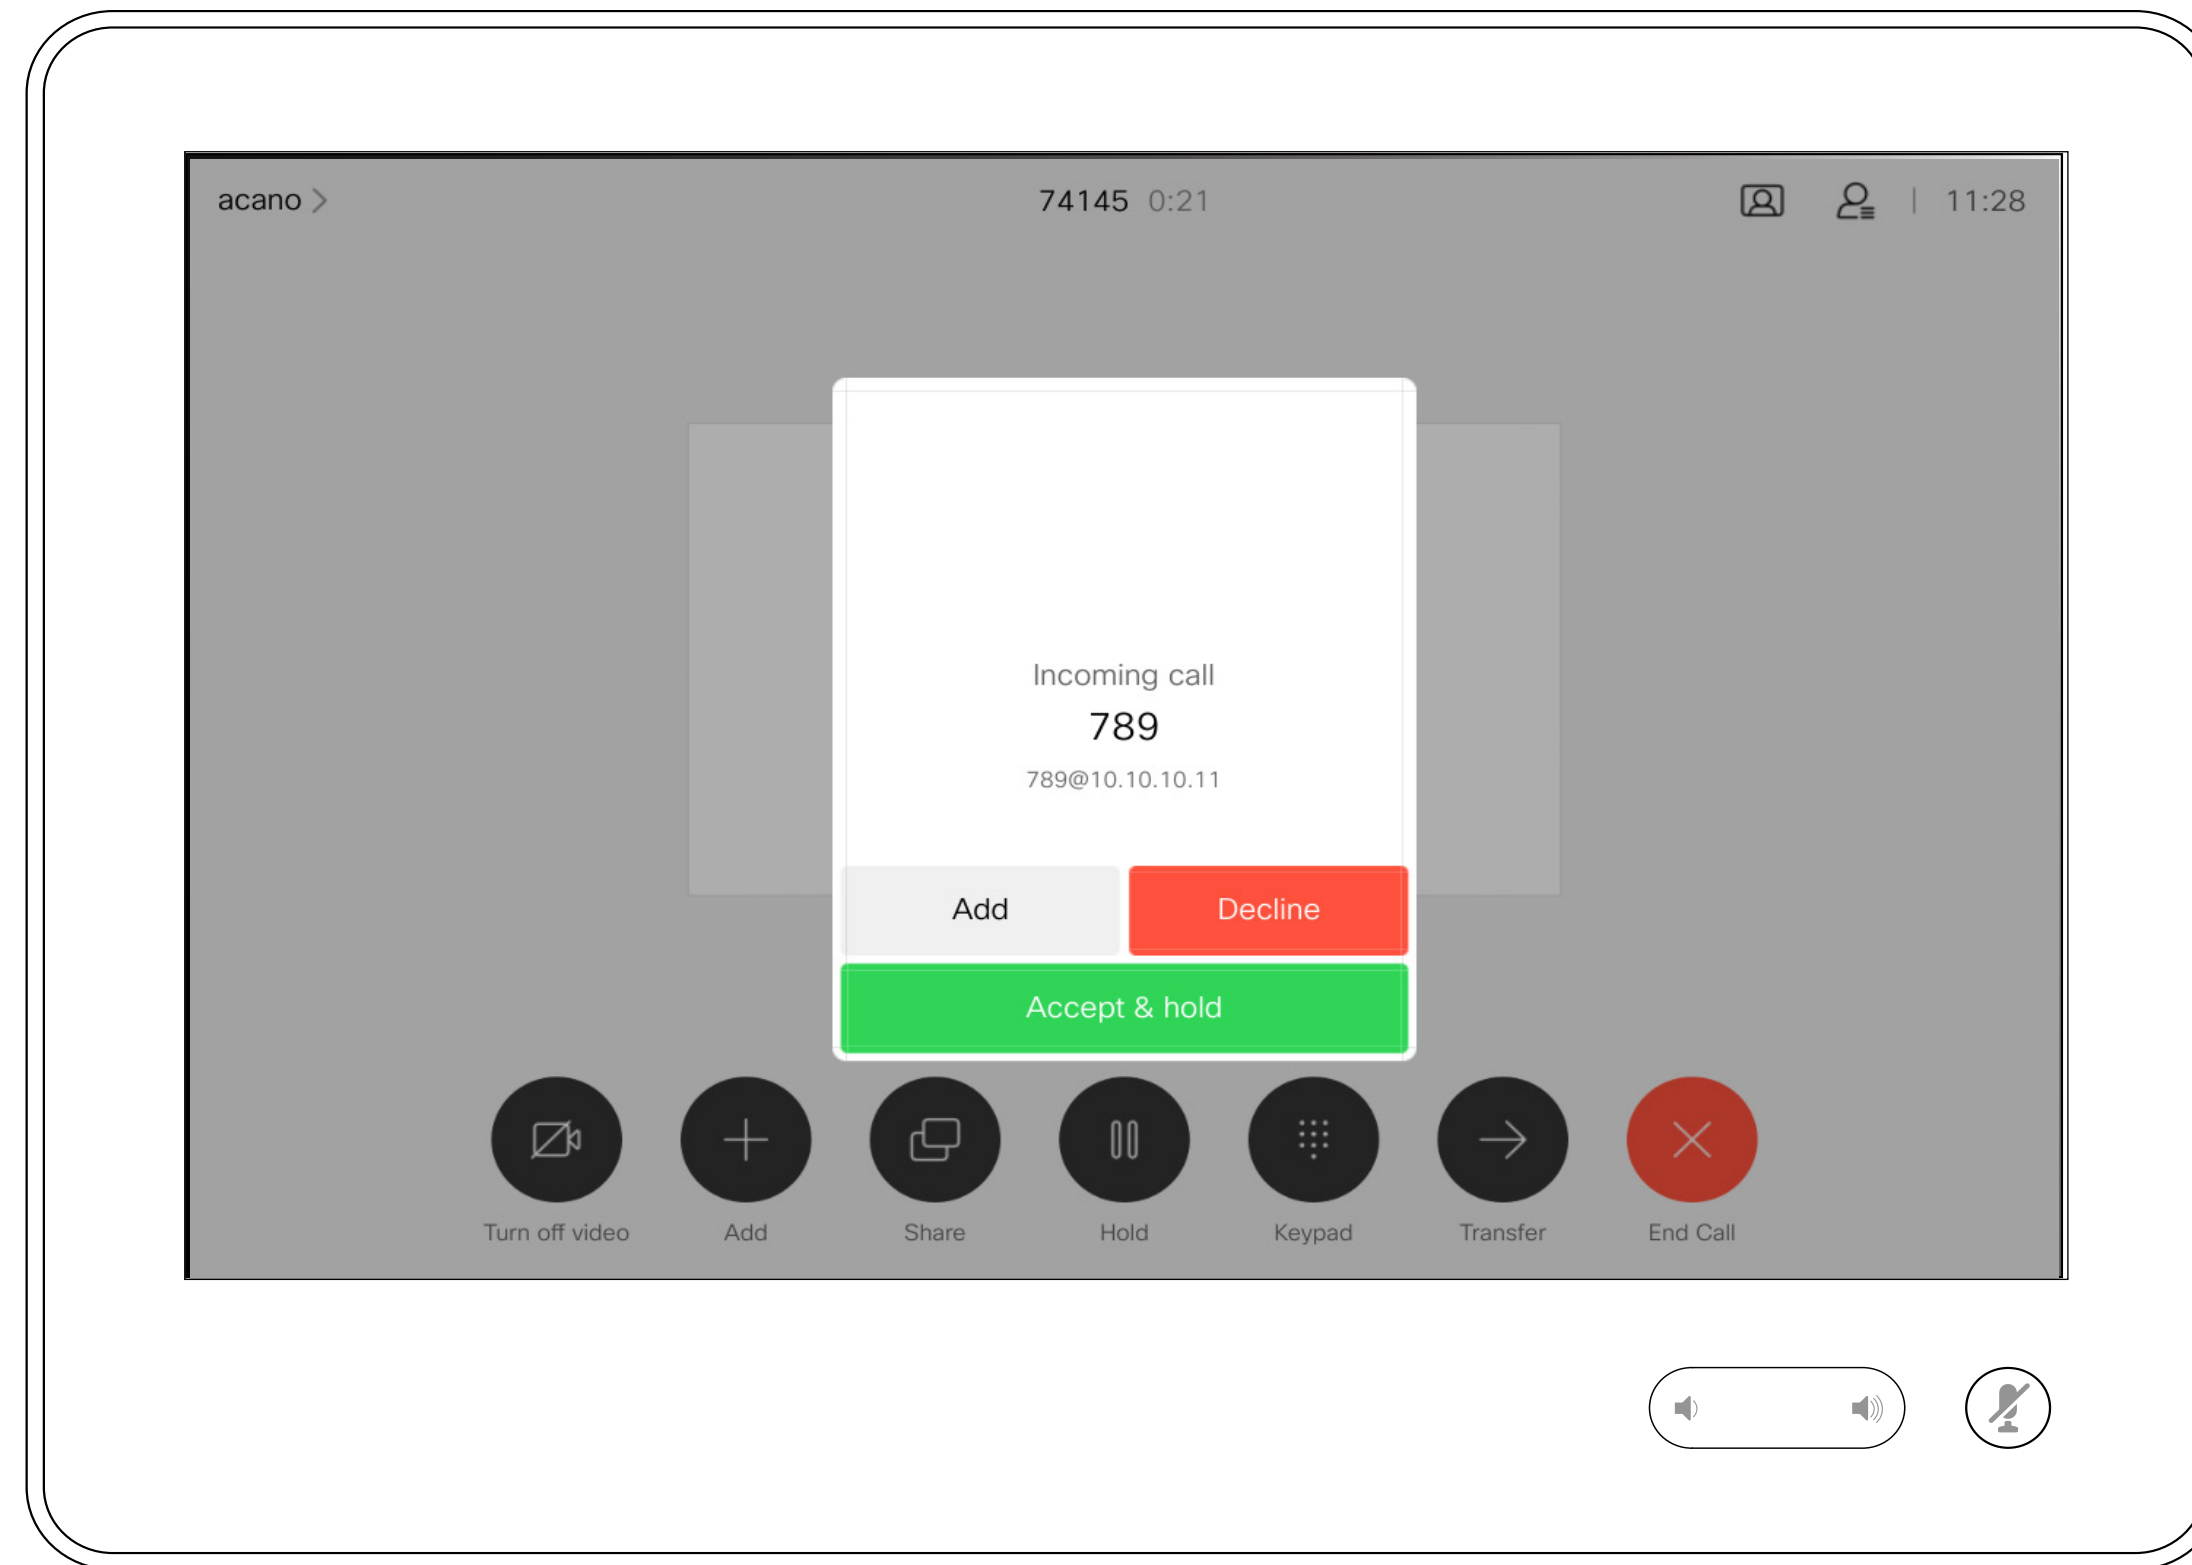 acano
74145 0:21
11:28
Incoming call
789
789@10.10.10.11
Add
Decline
Accept & hold
Turn off video
Add
Share
Hold
Keypad
Transfer
End Call